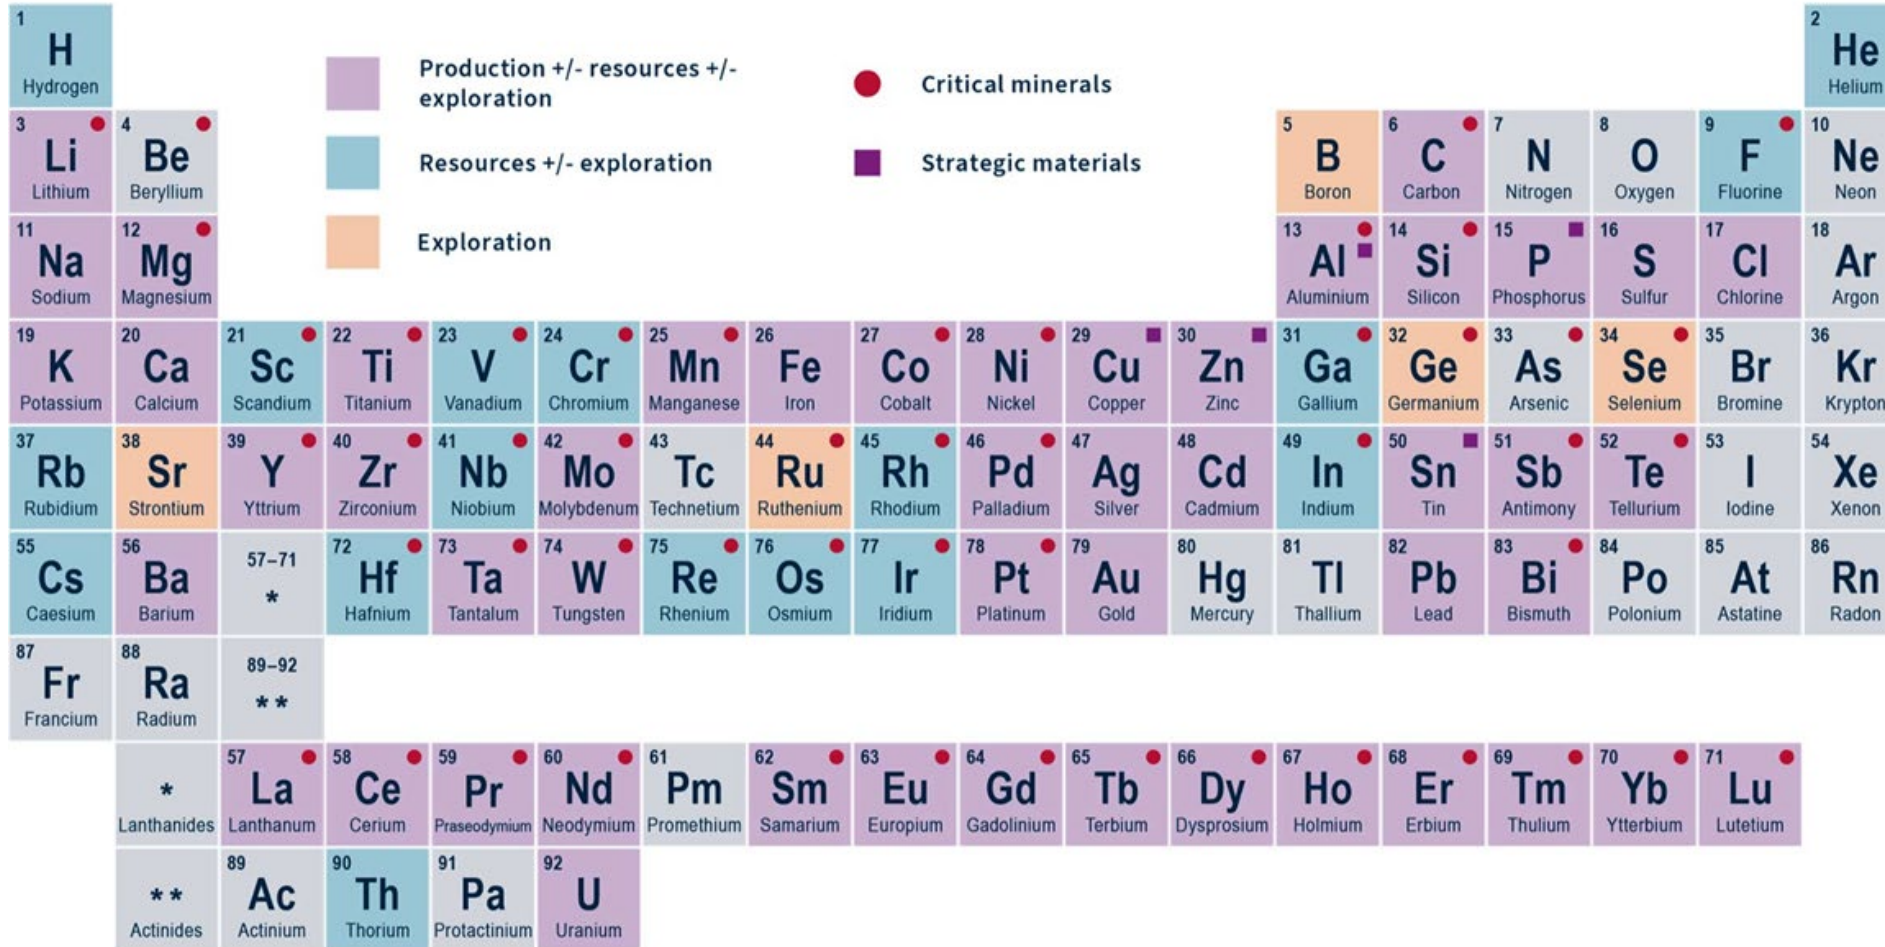 1
H
Hydrogen
Production +/- resources +/-
exploration
Critical minerals
2
He
Helium
3
Li
Lithium
4
Be
Beryllium
Resources +/- exploration
Strategic materials
5
B
Boron
6
C
Carbon
7
N
Nitrogen
8
O
Oxygen
9
F
Fluorine
10
Ne
Neon
11
Na
Sodium
12
Mg
Magnesium
Exploration
13
Al
Aluminium
14
Si
Silicon
15
P
Phosphorus
16
S
Sulfur
17
Cl
Chlorine
18
Ar
Argon
19
K
Potassium
20
Ca
Calcium
21
Sc
Scandium
22
Ti
Titanium
23
V
Vanadium
24
Cr
Chromium
25
Mn
Manganese
26
Fe
Iron
27
Co
Cobalt
28
Ni
Nickel
29
Cu
Copper
30
Zn
Zinc
31
Ga
Gallium
32
Ge
Germanium
33
As
Arsenic
34
Se
Selenium
35
Br
Bromine
36
Kr
Krypton
37
Rb
Rubidium
38
Sr
Strontium
39
Y
Yttrium
40
Zr
Zirconium
41
Nb
Niobium
42
Mo
Molybdenum
43
Tc
Technetium
44
Ru
Ruthenium
45
Rh
Rhodium
46
Pd
Palladium
47
Ag
Silver
48
Cd
Cadmium
49
In
Indium
50
Sn
Tin
51
Sb
Antimony
52
Te
Tellurium
53
I
Iodine
54
Xe
Xenon
55
Cs
Caesium
56
Ba
Barium
57–71
*
72
Hf
Hafnium
73
Ta
Tantalum
74
W
Tungsten
75
Re
Rhenium
76
Os
Osmium
77
Ir
Iridium
78
Pt
Platinum
79
Au
Gold
80
Hg
Mercury
81
Tl
Thallium
82
Pb
Lead
83
Bi
Bismuth
84
Po
Polonium
85
At
Astatine
86
Rn
Radon
87
Fr
Francium
88
Ra
Radium
89–92
* *
*
Lanthanides
57
La
Lanthanum
58
Ce
Cerium
59
Pr
Praseodymium
60
Nd
Neodymium
61
Pm
Promethium
62
Sm
Samarium
63
Eu
Europium
64
Gd
Gadolinium
65
Tb
Terbium
66
Dy
Dysprosium
67
Ho
Holmium
68
Er
Erbium
69
Tm
Thulium
70
Yb
Ytterbium
71
Lu
Lutetium
* *
Actinides
89
Ac
Actinium
90
Th
Thorium
91
Pa
Protactinium
92
U
Uranium